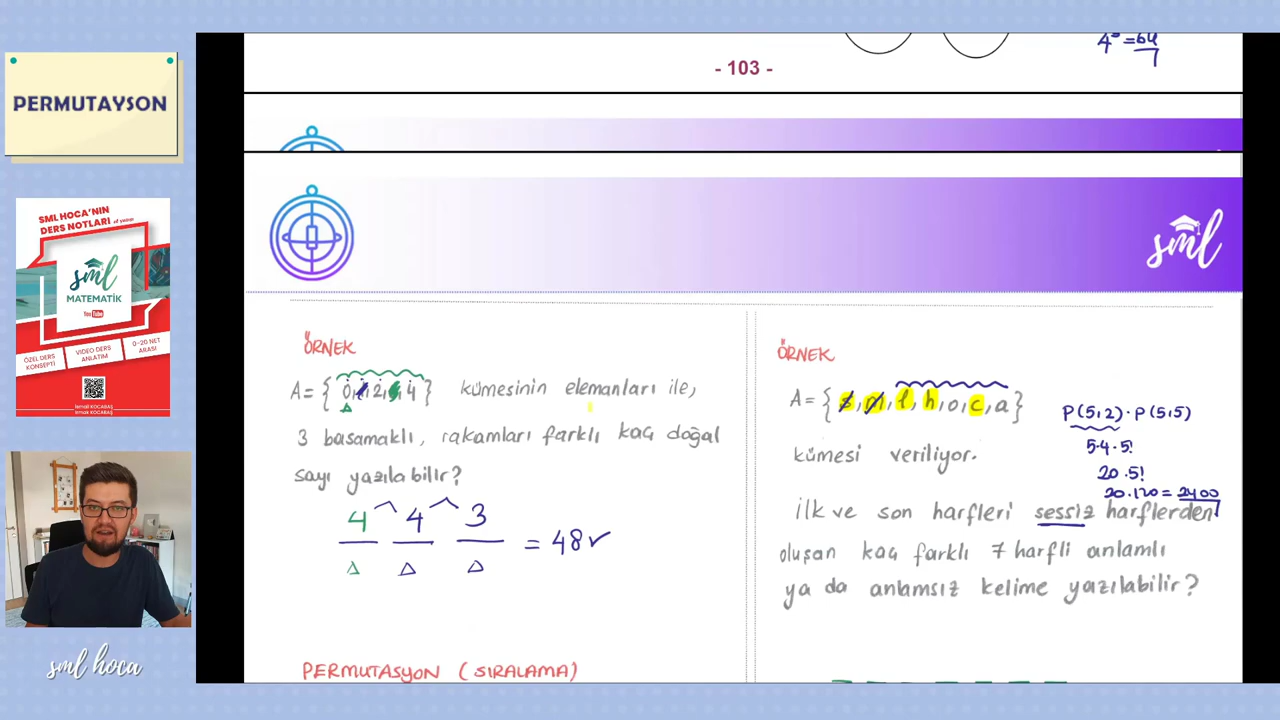 PERMUTAYSON
SML HOCA'NIN
DERS NOTLARI
sml
MATEMATİK
YouTube
ÖZEL DERS
KONSEPTİ
VIDEO DERS
ANLATIM
0-20 NET
ARASI
sml hoca
4³ = 64
- 103 -
sml
ÖRNEK
A = { 0, 1, 2, 3, 4 } kümesinin elemanları ile,
3 basamaklı, rakamları farklı kaç doğal
sayı yazılabilir?
4 4 3 = 48
PERMUTASYON ( SIRALAMA )
ÖRNEK
A = { s, m, l, h, o, c, a }
P(5,2) · P(5,5)
5·4·5!
20·5!
20·120 = 2400
kümesi veriliyor.
İlk ve son harfleri sessiz harflerden
oluşan kaç farklı 7 harfli anlamlı
ya da anlamsız kelime yazılabilir?